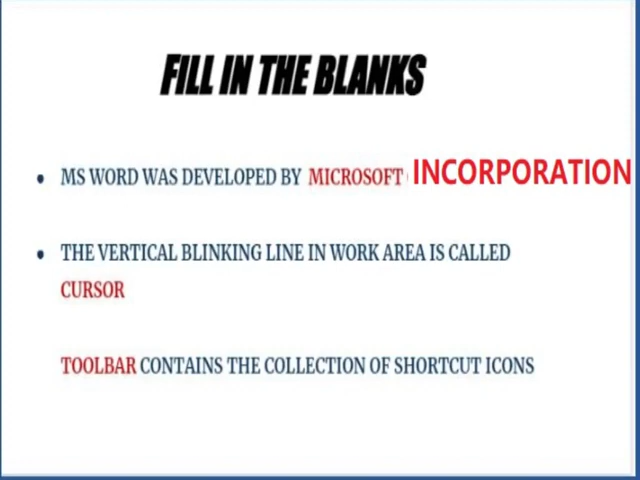 FILL IN THE BLANKS
• MS WORD WAS DEVELOPED BY MICROSOFT INCORPORATION
• THE VERTICAL BLINKING LINE IN WORK AREA IS CALLED
CURSOR
TOOLBAR CONTAINS THE COLLECTION OF SHORTCUT ICONS